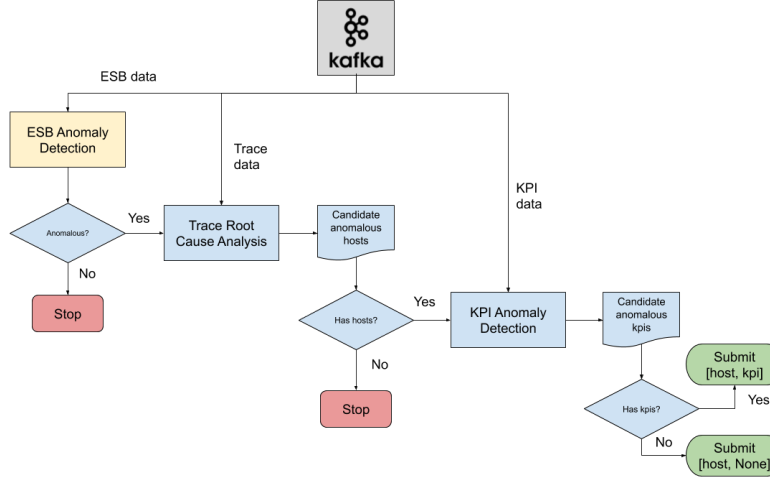 kafka
ESB data
ESB Anomaly
Detection
Trace
data
KPI
data
Anomalous?
Yes
Trace Root
Cause Analysis
Candidate
anomalous
hosts
No
Stop
Has hosts?
Yes
KPI Anomaly
Detection
Candidate
anomalous
kpis
No
Stop
Submit
[host, kpi]
Has kpis?
Yes
No
Submit
[host, None]